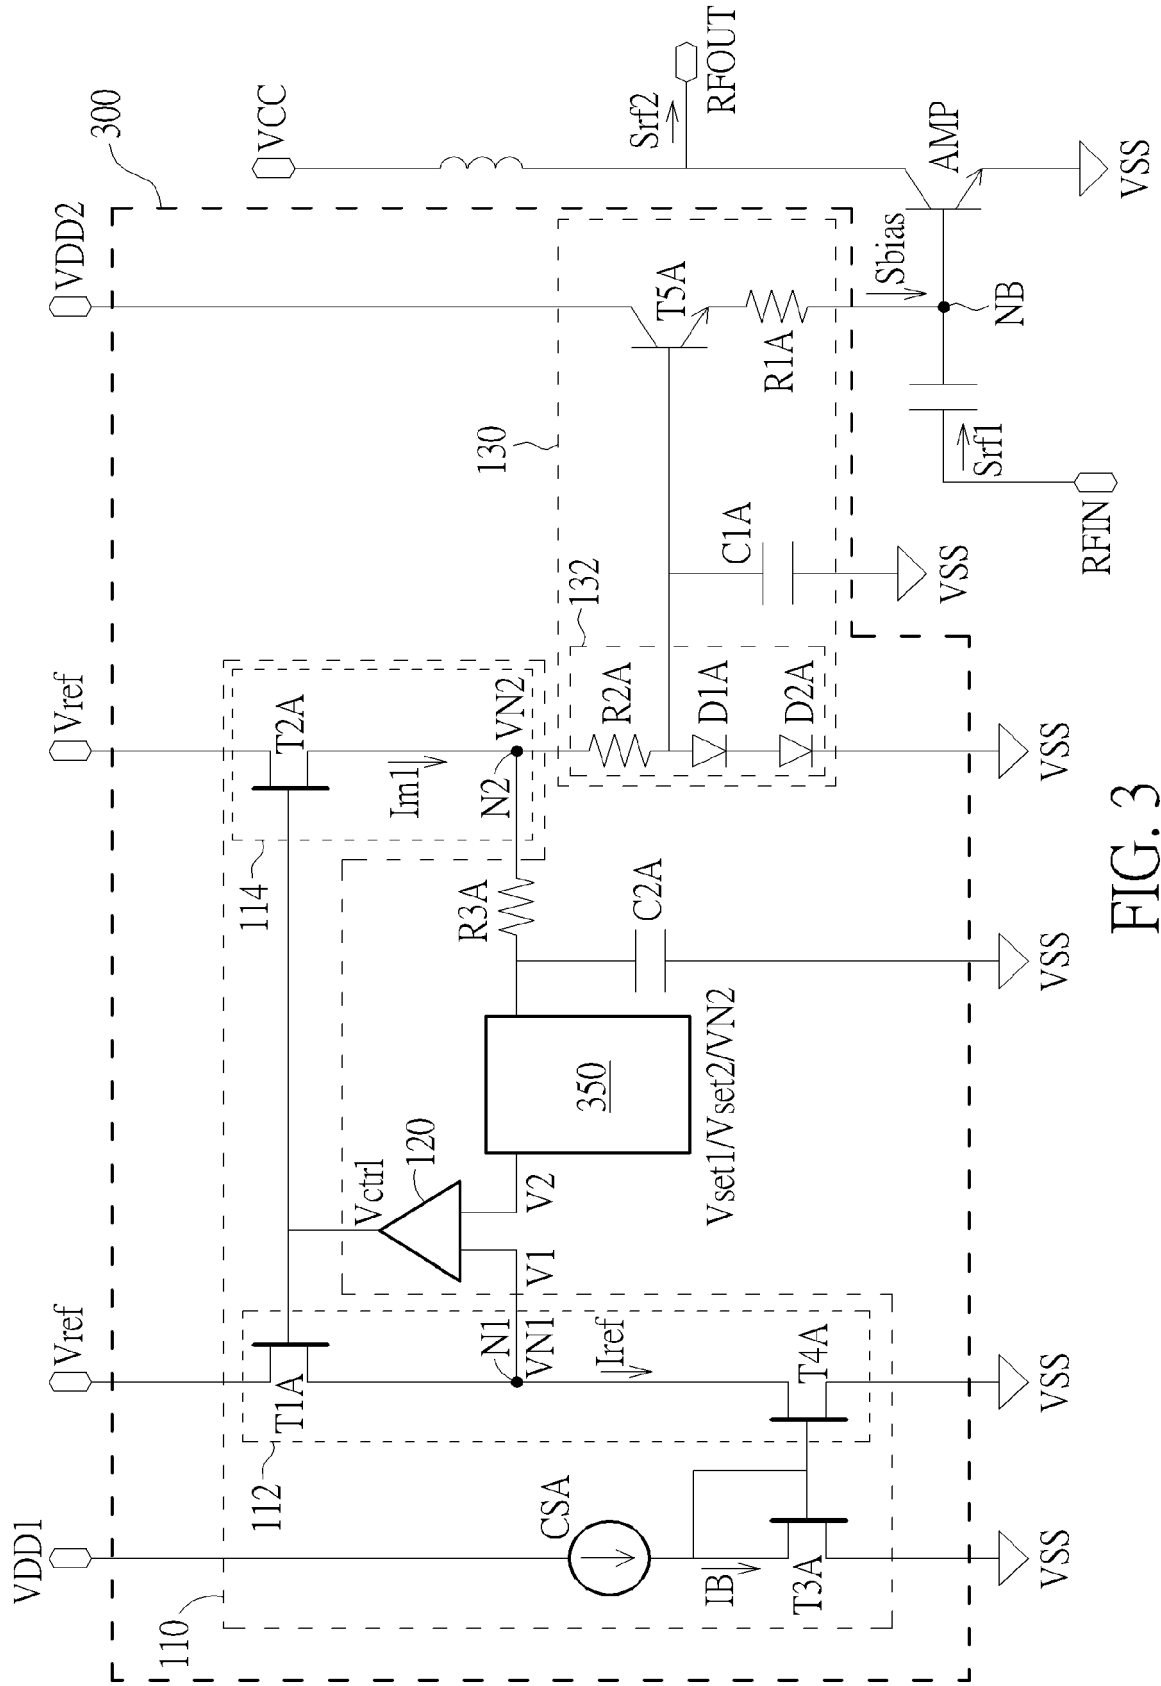 300
VDD1
Vref
Vref
VDD2
VCC
110
112
T1A
Vctrl
120
114
T2A
Im1
N1
VN1
V1
V2
R3A
N2
VN2
Iref
CSA
IB
T3A
T4A
350
Vset1/Vset2/VN2
C2A
132
R2A
D1A
D2A
130
C1A
T5A
R1A
Sbias
NB
Srf1
RFIN
Srf2
RFOUT
AMP
VSS
VSS
VSS
VSS
VSS
VSS
FIG. 3